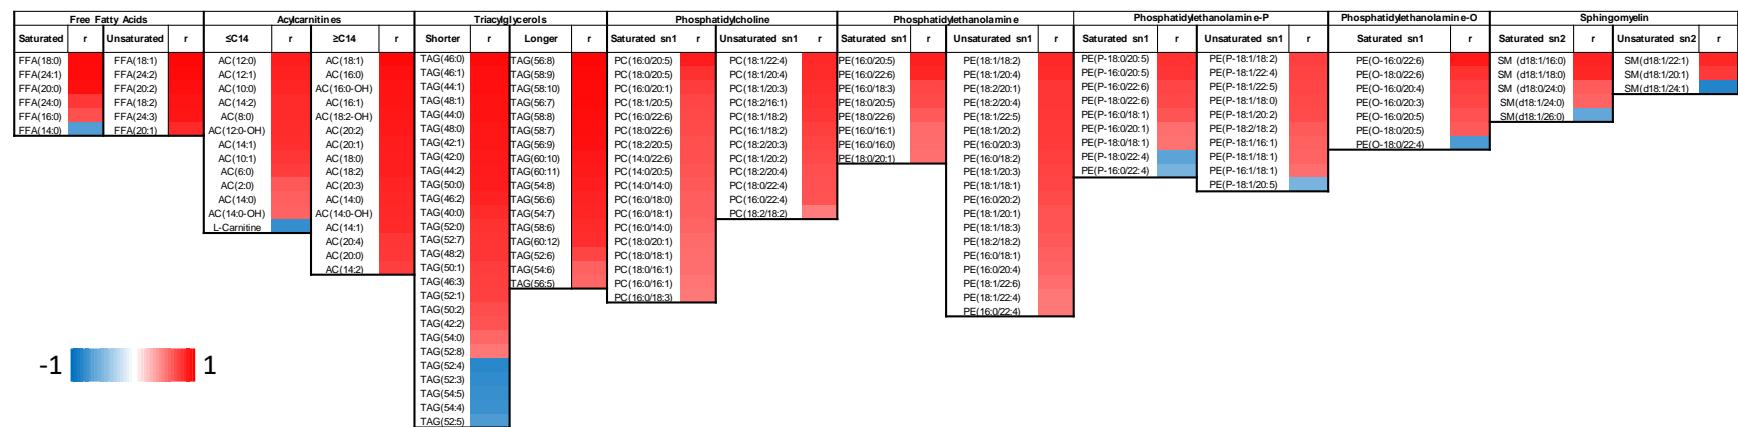 Free Fatty Acids Acylcarnitines Triacylglycerols Phosphatidylcholine Phosphatidylethanolamine Phosphatidylethanolamine-P Phosphatidylethanolamine-O Sphingomyelin
Saturated r Unsaturated r ≤C14 r ≥C14 r Shorter r Longer r Saturated sn1 r Unsaturated sn1 r Saturated sn1 r Unsaturated sn1 r Saturated sn1 r Unsaturated sn1 r Saturated sn1 r Saturated sn2 r Unsaturated sn2 r
FFA(18:0) FFA(18:1) AC(12:0) AC(18:1) TAG(46:0) TAG(56:8) PC(16:0/20:5) PC(18:1/22:4) PE(16:0/20:5) PE(18:1/18:2) PE(P-18:0/20:5) PE(P-18:1/18:2) PE(O-16:0/22:6) SM (d18:1/16:0) SM(d18:1/22:1)
FFA(24:1) FFA(24:2) AC(12:1) AC(16:0) TAG(46:1) TAG(58:9) PC(18:0/20:5) PC(18:1/20:4) PE(16:0/22:6) PE(18:1/20:4) PE(P-16:0/20:5) PE(P-18:1/22:4) PE(O-18:0/22:6) SM (d18:1/18:0) SM(d18:1/20:1)
FFA(20:0) FFA(20:2) AC(10:0) AC(16:0-OH) TAG(44:1) TAG(58:10) PC(16:0/20:1) PC(18:1/20:3) PE(16:0/18:3) PE(18:2/20:1) PE(P-18:0/22:6) PE(P-18:1/22:5) PE(O-16:0/20:4) SM (d18:0/24:0) SM(d18:1/24:1)
FFA(24:0) FFA(18:2) AC(14:2) AC(16:1) TAG(48:1) TAG(56:7) PC(18:1/20:5) PC(18:2/16:1) PE(18:0/20:5) PE(18:2/20:4) PE(P-16:0/22:6) PE(P-18:1/18:0) PE(O-16:0/20:3) SM(d18:1/24:0)
FFA(16:0) FFA(24:3) AC(8:0) AC(18:2-OH) TAG(44:0) TAG(58:8) PC(16:0/22:6) PC(18:1/18:2) PE(18:0/22:6) PE(18:1/22:5) PE(P-16:0/18:1) PE(P-18:1/20:2) PE(O-16:0/20:5) SM(d18:1/26:0)
FFA(14:0) FFA(20:1) AC(12:0-OH) AC(20:2) TAG(48:0) TAG(58:7) PC(18:0/22:6) PC(16:1/18:2) PE(16:0/16:1) PE(18:1/20:2) PE(P-16:0/20:1) PE(P-18:2/18:2) PE(O-18:0/20:5)
AC(14:1) AC(20:1) TAG(42:1) TAG(56:9) PC(18:2/20:5) PC(18:2/20:3) PE(16:0/16:0) PE(16:0/20:3) PE(P-18:0/18:1) PE(P-18:1/16:1) PE(O-18:0/22:4)
AC(10:1) AC(18:0) TAG(42:0) TAG(60:10) PC(14:0/22:6) PC(18:1/20:2) PE(18:0/20:1) PE(16:0/18:2) PE(P-18:0/22:4) PE(P-18:1/18:1)
AC(6:0) AC(18:2) TAG(44:2) TAG(60:11) PC(14:0/20:5) PC(18:2/20:4) PE(18:1/20:3) PE(P-16:0/22:4) PE(P-16:1/18:1)
AC(2:0) AC(20:3) TAG(50:0) TAG(54:8) PC(14:0/14:0) PC(18:0/22:4) PE(18:1/18:1) PE(P-18:1/20:5)
AC(14:0) AC(14:0) TAG(46:2) TAG(56:6) PC(16:0/18:0) PC(16:0/22:4) PE(16:0/20:2)
AC(14:0-OH) AC(14:0-OH) TAG(40:0) TAG(54:7) PC(16:0/18:1) PC(18:2/18:2) PE(18:1/20:1)
L-Carnitine AC(14:1) TAG(52:0) TAG(58:6) PC(16:0/14:0) PE(18:1/18:3)
AC(20:4) TAG(52:7) TAG(60:12) PC(18:0/20:1) PE(18:2/18:2)
AC(20:0) TAG(48:2) TAG(52:6) PC(18:0/18:1) PE(16:0/18:1)
AC(14:2) TAG(50:1) TAG(54:6) PC(18:0/16:1) PE(16:0/20:4)
TAG(46:3) TAG(56:5) PC(16:0/16:1) PE(18:1/22:6)
TAG(52:1) PC(16:0/18:3) PE(18:1/22:4)
TAG(50:2) PE(16:0/22:4)
TAG(42:2)
TAG(54:0)
TAG(52:8)
TAG(52:4)
TAG(52:3)
TAG(54:5)
TAG(54:4)
TAG(52:5)
-1 1